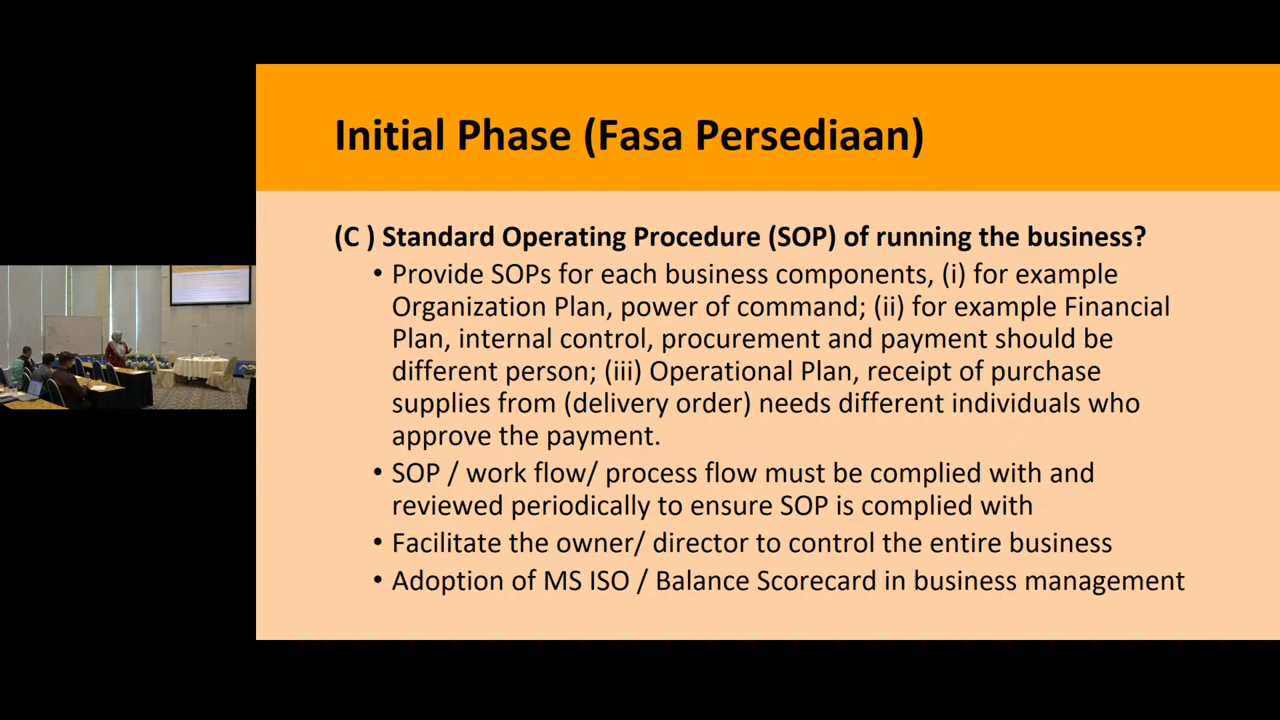 Initial Phase (Fasa Persediaan)
(C ) Standard Operating Procedure (SOP) of running the business?
• Provide SOPs for each business components, (i) for example
Organization Plan, power of command; (ii) for example Financial
Plan, internal control, procurement and payment should be
different person; (iii) Operational Plan, receipt of purchase
supplies from (delivery order) needs different individuals who
approve the payment.
• SOP / work flow/ process flow must be complied with and
reviewed periodically to ensure SOP is complied with
• Facilitate the owner/ director to control the entire business
• Adoption of MS ISO / Balance Scorecard in business management